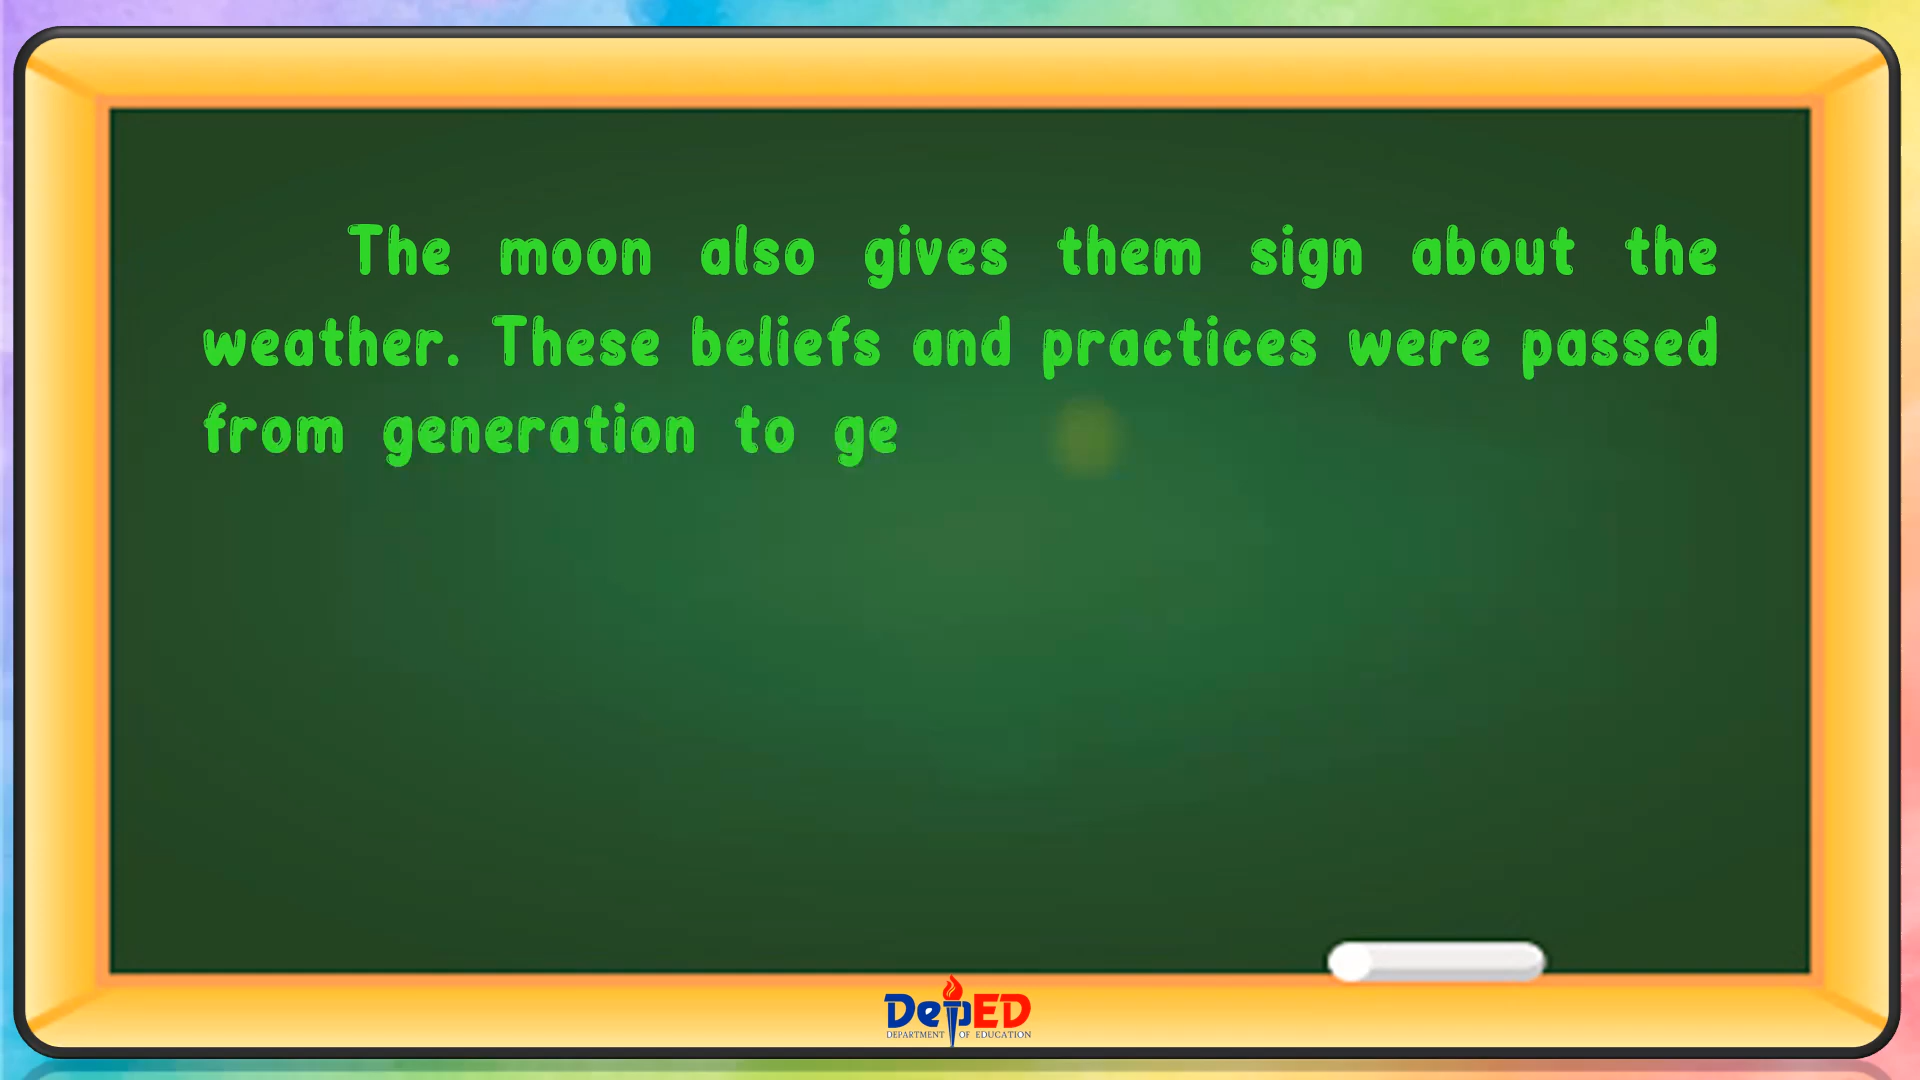 The moon also gives them sign about the
weather. These beliefs and practices were passed
from generation to ge
DepED
DEPARTMENT OF EDUCATION